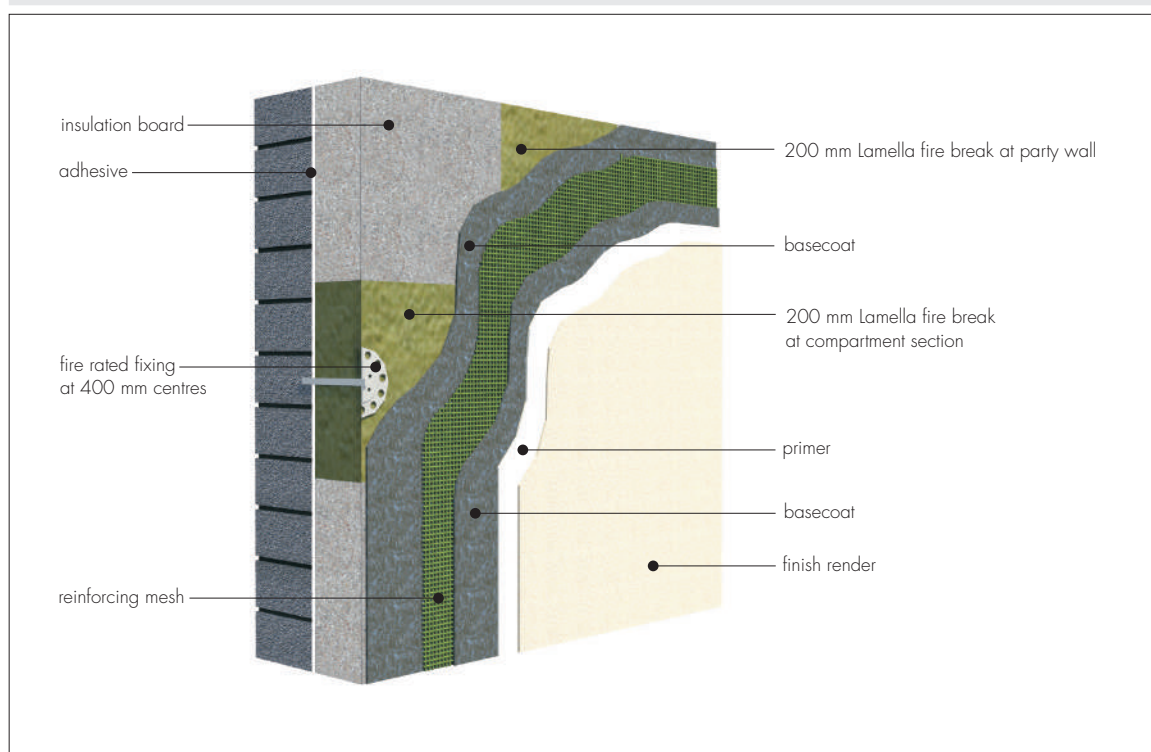 insulation board
adhesive
fire rated fixing
at 400 mm centres
reinforcing mesh
200 mm Lamella fire break at party wall
basecoat
200 mm Lamella fire break
at compartment section
primer
basecoat
finish render